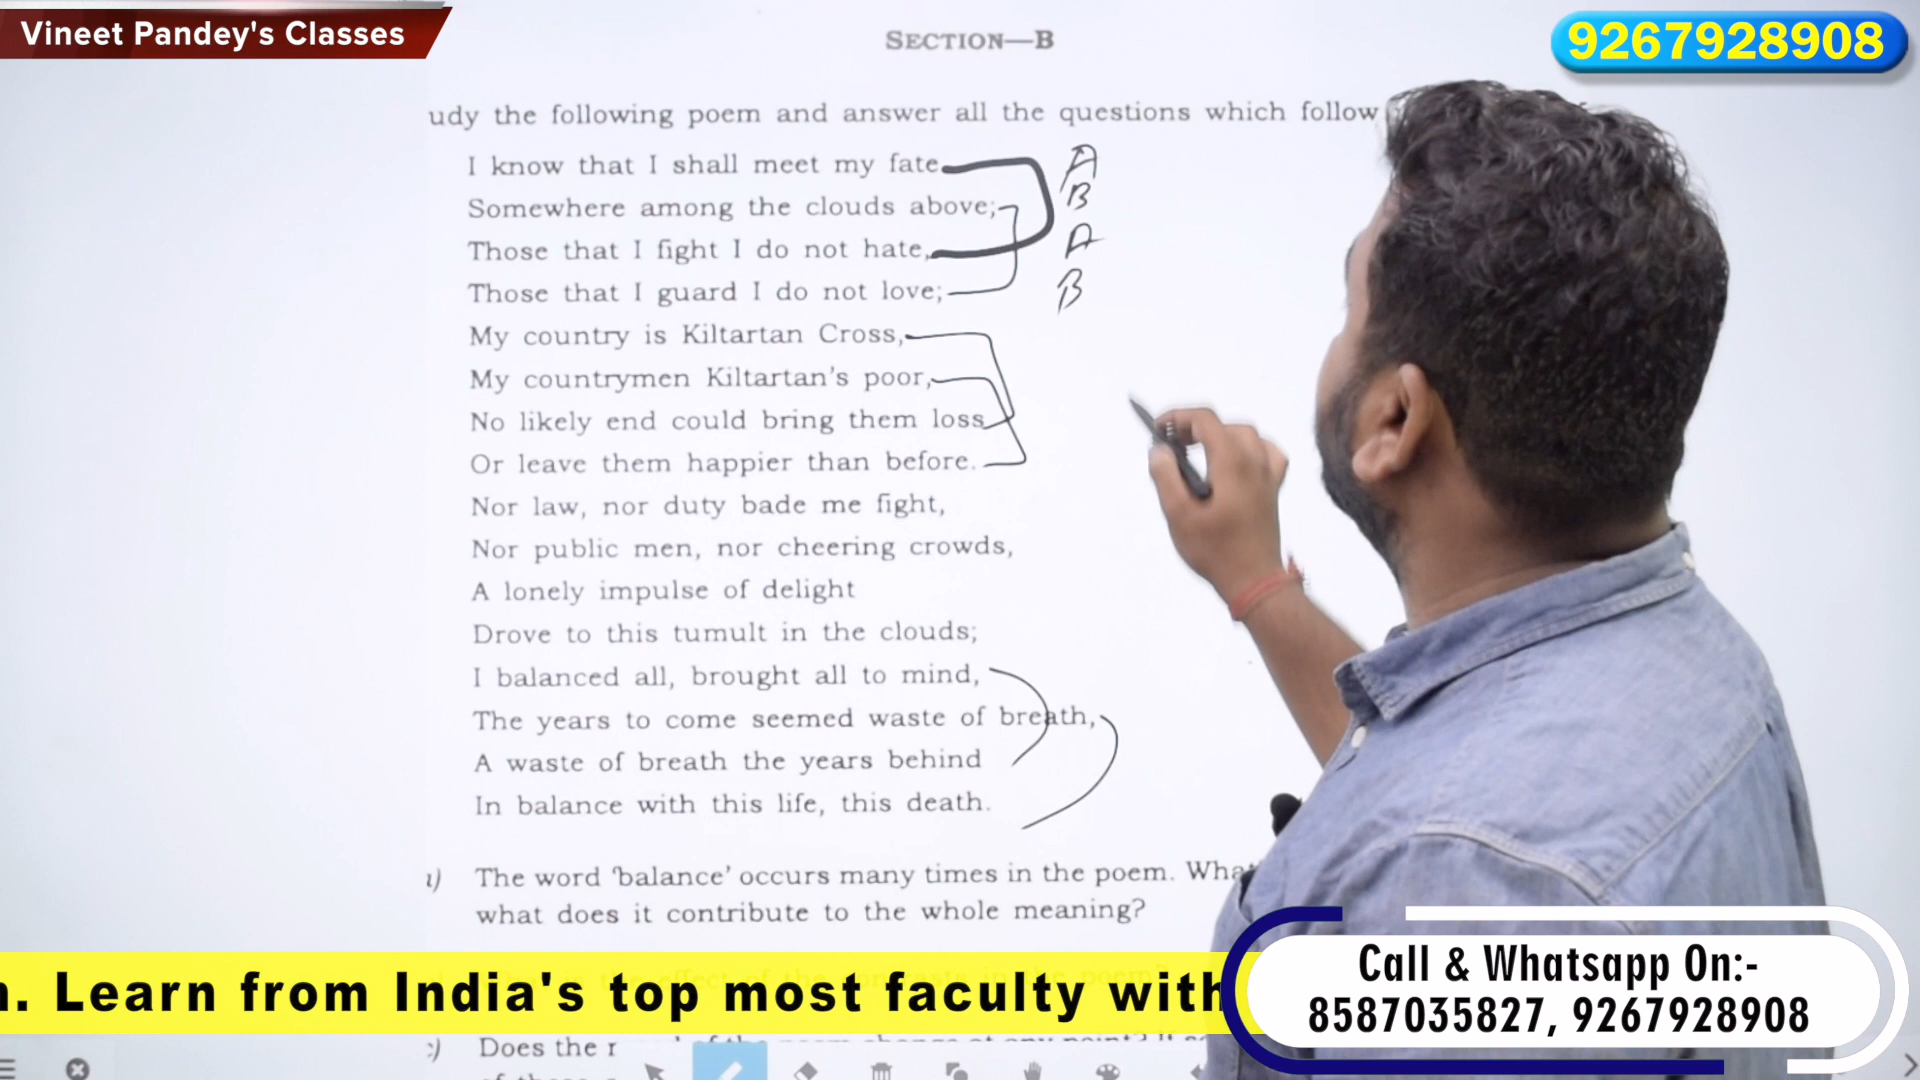 Vineet Pandey's Classes
SECTION—B
9267928908
udy the following poem and answer all the questions which follow
I know that I shall meet my fate
A
Somewhere among the clouds above;
B
Those that I fight I do not hate,
A
Those that I guard I do not love;
B
My country is Kiltartan Cross,
My countrymen Kiltartan's poor,
No likely end could bring them loss
Or leave them happier than before.
Nor law, nor duty bade me fight,
Nor public men, nor cheering crowds,
A lonely impulse of delight
Drove to this tumult in the clouds;
I balanced all, brought all to mind,
The years to come seemed waste of breath,
A waste of breath the years behind
In balance with this life, this death.
The word 'balance' occurs many times in the poem.
what does it contribute to the whole meaning?
. Learn from India's top most faculty with
Call & Whatsapp On:-
8587035827, 9267928908
c) Does the